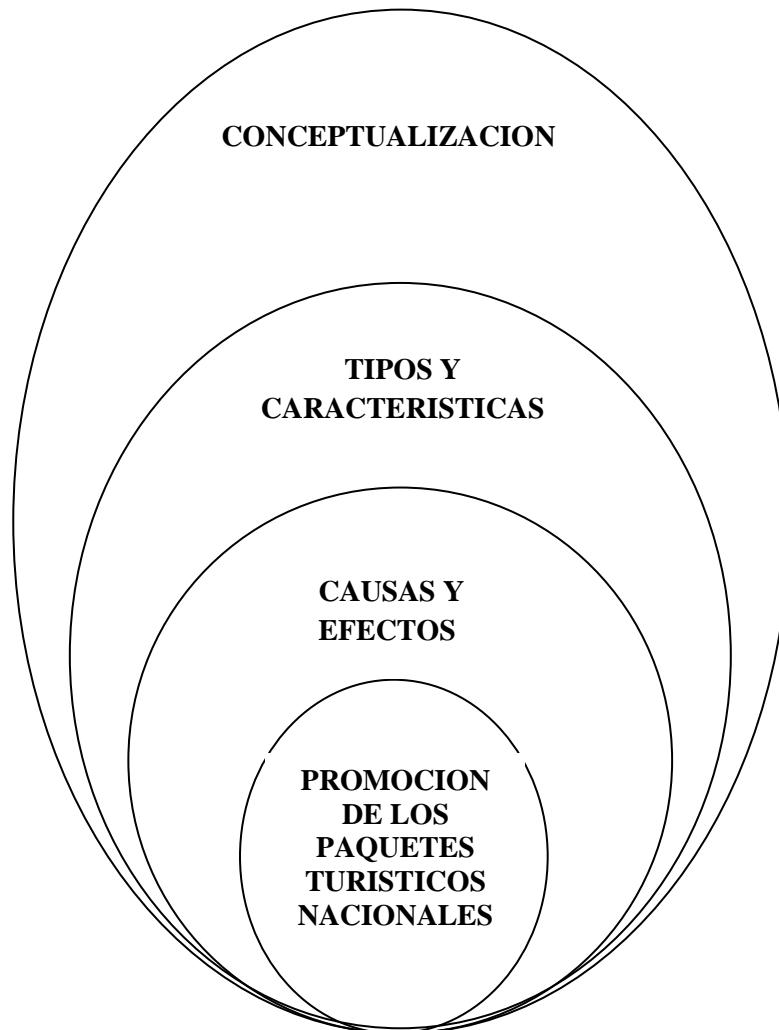 CONCEPTUALIZACION
TIPOS Y
CARACTERISTICAS
CAUSAS Y
EFECTOS
PROMOCION
DE LOS
PAQUETES
TURISTICOS
NACIONALES